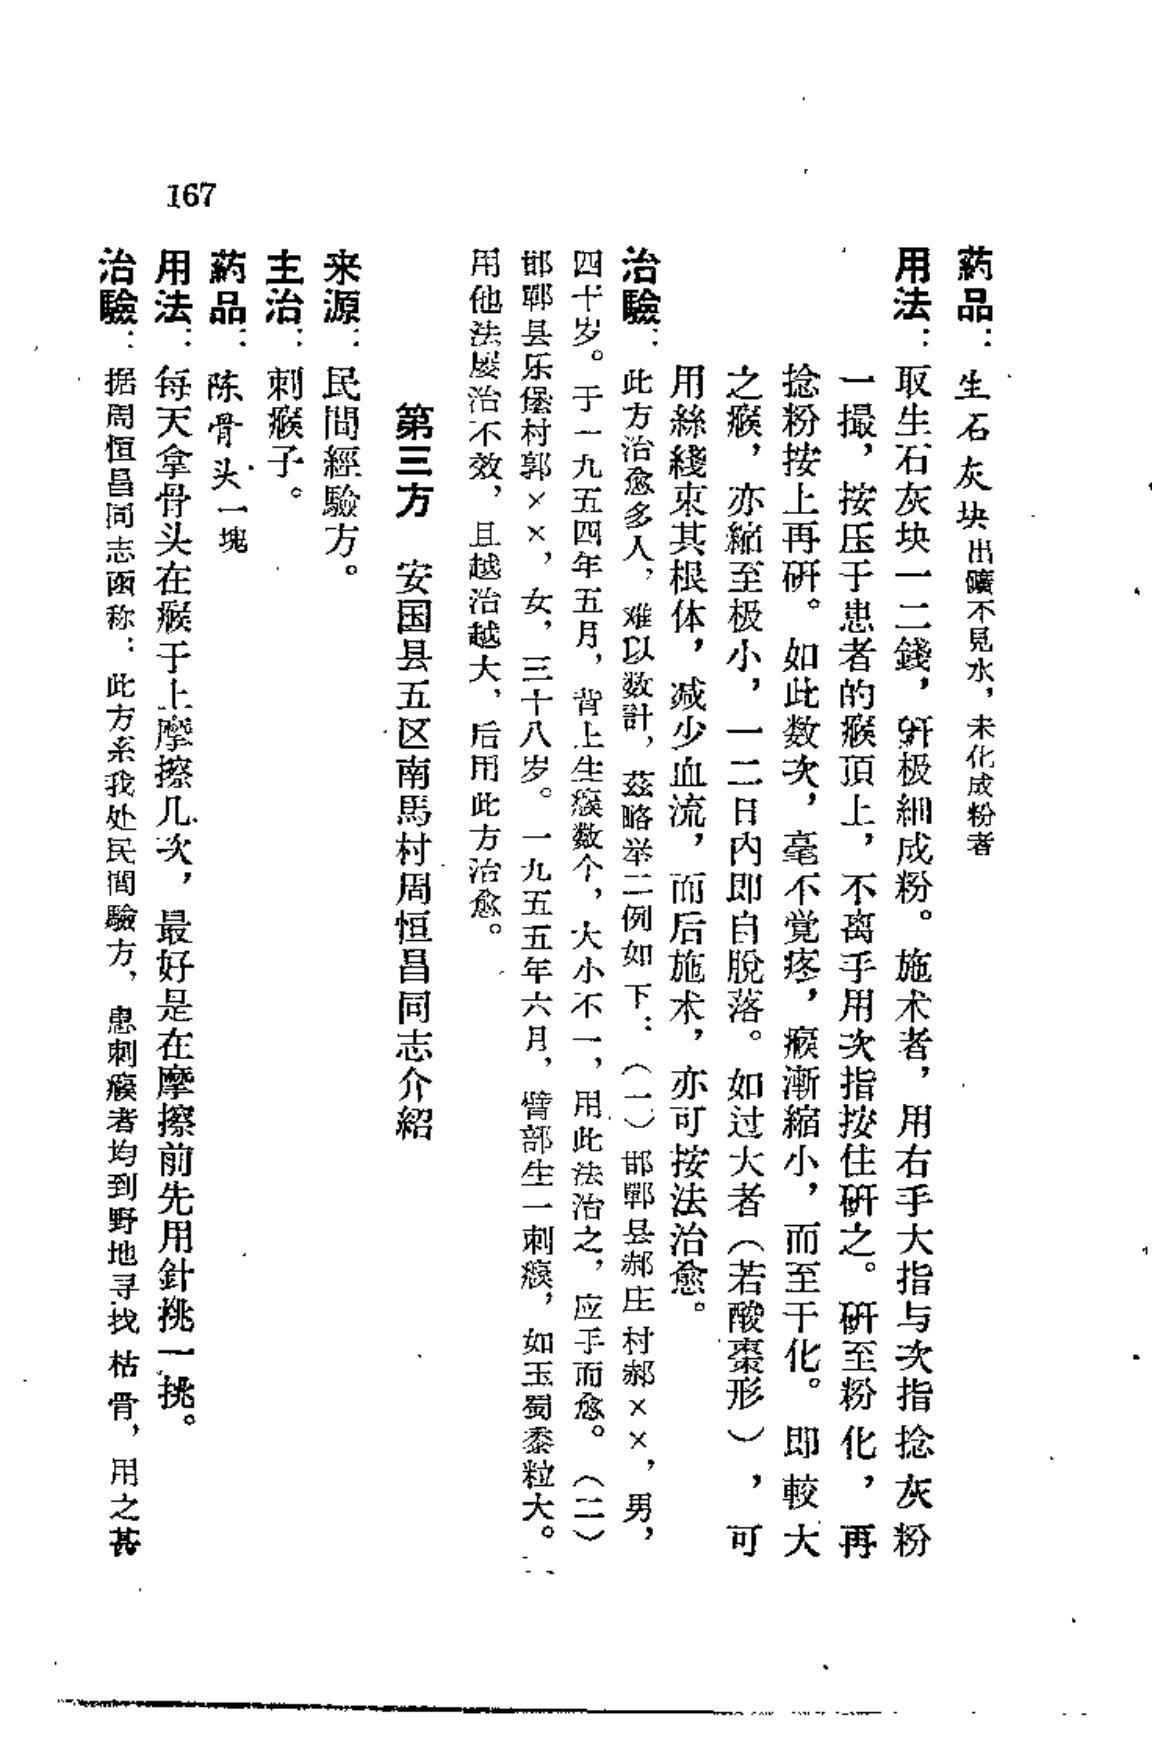 药品：生石灰块出礦不見水，未化成粉者
用法：取生石灰块一二錢，研极細成粉。施术者，用右手大指与次指捻灰粉
一撮，按压于患者的瘊頂上，不离手用次指按住研之。研至粉化，再
捻粉按上再研。如此数次，毫不觉疼，瘊漸縮小，而至干化。即較大
之瘊，亦縮至极小，一二日内即自脫落。如过大者（若酸棗形），可
用絲綫束其根体，减少血流，而后施术，亦可按法治愈。
治驗：此方治愈多人，难以数計，茲略举二例如下：（一）邯鄲县郝庄村郝××，男，
四十岁。于一九五四年五月，背上生瘊数个，大小不一，用此法治之，应手而愈。（二）
邯鄲县乐堡村郭××，女，三十八岁。一九五五年六月，臂部生一刺瘊，如玉蜀黍粒大。
用他法屡治不效，且越治越大，后用此方治愈。
第三方　安国县五区南馬村周恒昌同志介紹
来源：民間經驗方。
主治：刺瘊子。
葯品：陈骨头一塊
用法：每天拿骨头在瘊于上摩擦几次，最好是在摩擦前先用針挑一挑。
治驗：据周恒昌同志函称：此方系我处民間驗方，患刺瘊者均到野地寻找枯骨，用之甚
167